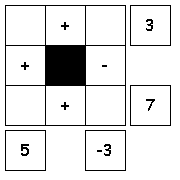 + 3
+ -
+ 7
5 -3